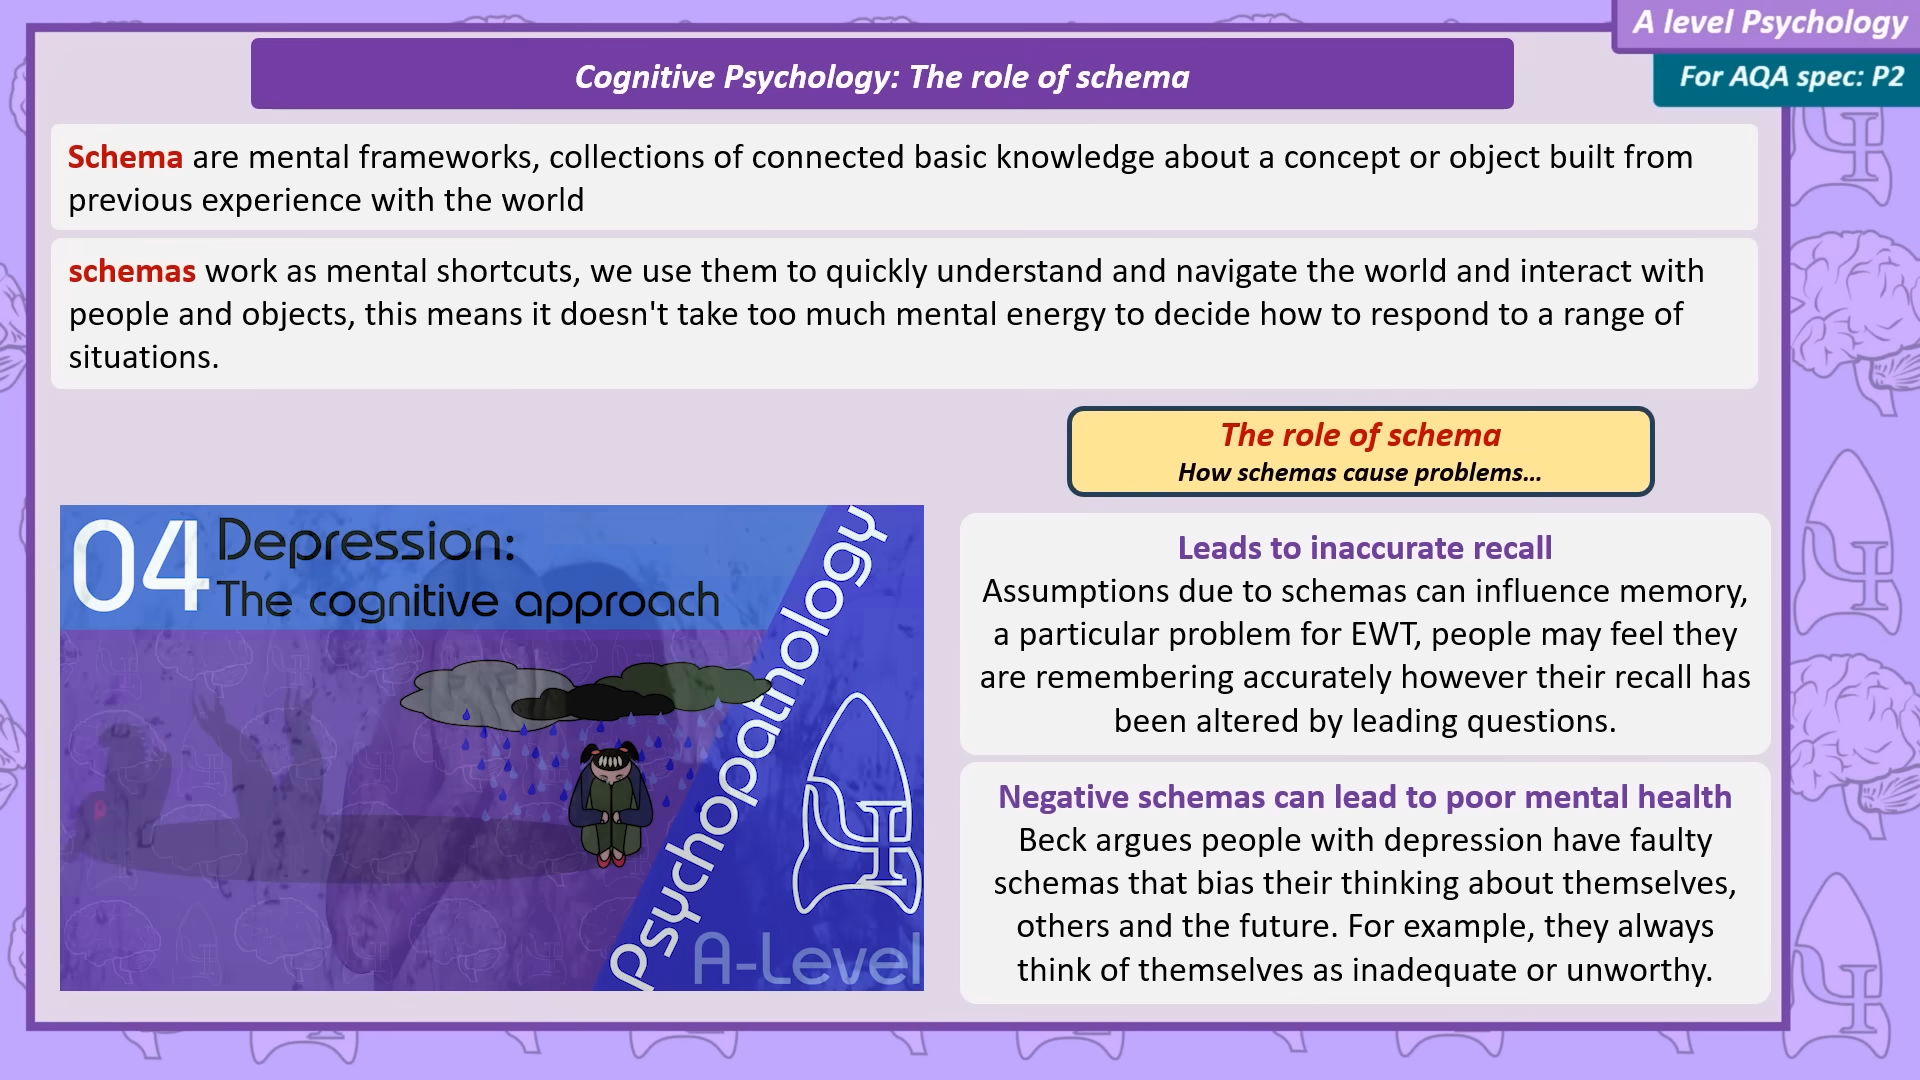 A level Psychology
For AQA spec: P2
Cognitive Psychology: The role of schema
Schema are mental frameworks, collections of connected basic knowledge about a concept or object built from
previous experience with the world
schemas work as mental shortcuts, we use them to quickly understand and navigate the world and interact with
people and objects, this means it doesn't take too much mental energy to decide how to respond to a range of
situations.
The role of schema
How schemas cause problems...
04 Depression:
The cognitive approach
Psychopathology
A-Level
Leads to inaccurate recall
Assumptions due to schemas can influence memory,
a particular problem for EWT, people may feel they
are remembering accurately however their recall has
been altered by leading questions.
Negative schemas can lead to poor mental health
Beck argues people with depression have faulty
schemas that bias their thinking about themselves,
others and the future. For example, they always
think of themselves as inadequate or unworthy.